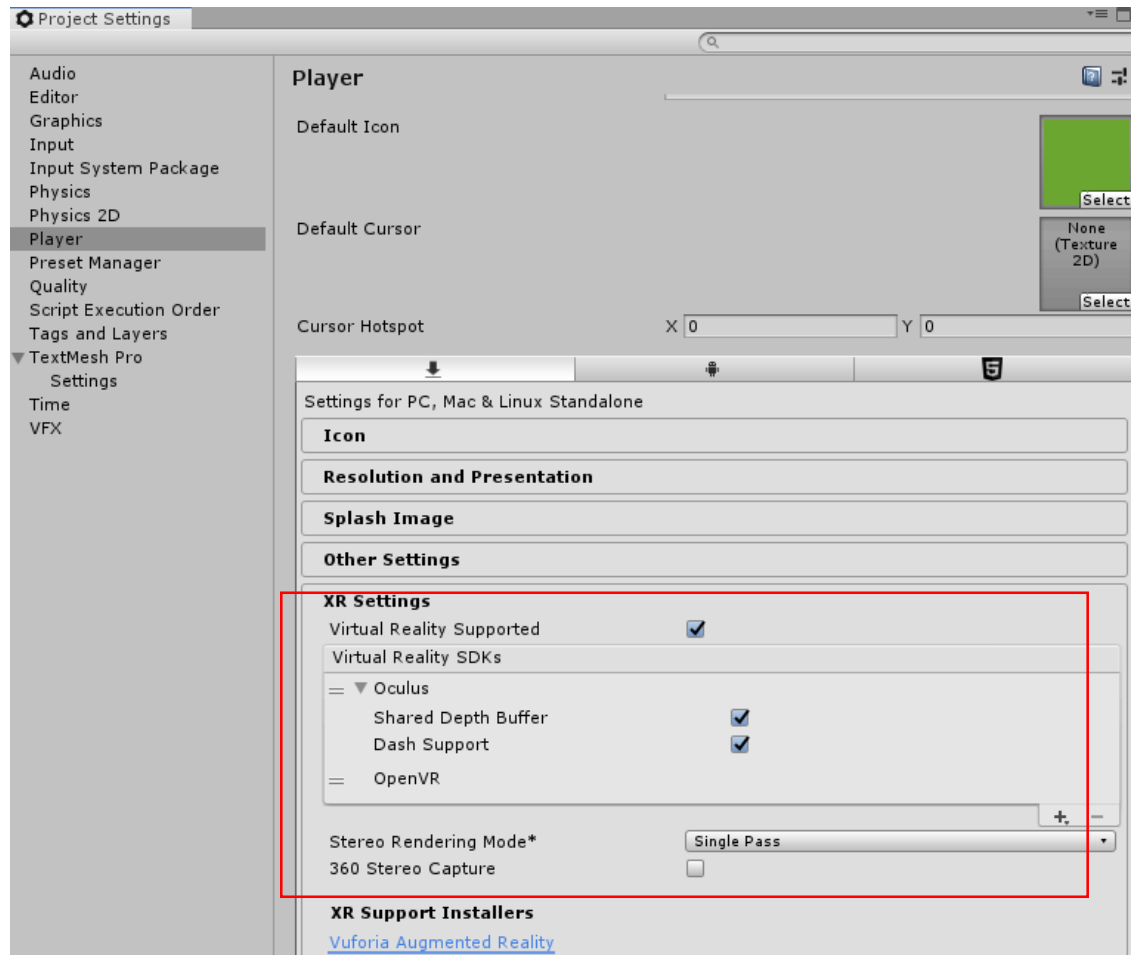 Project Settings
Audio
Editor
Graphics
Input
Input System Package
Physics
Physics 2D
Player
Preset Manager
Quality
Script Execution Order
Tags and Layers
TextMesh Pro
Settings
Time
VFX
Player
Default Icon
Select
Default Cursor
None
(Texture
2D)
Select
Cursor Hotspot X 0 Y 0
Settings for PC, Mac & Linux Standalone
Icon
Resolution and Presentation
Splash Image
Other Settings
XR Settings
Virtual Reality Supported
Virtual Reality SDKs
Oculus
Shared Depth Buffer
Dash Support
OpenVR
Stereo Rendering Mode* Single Pass
360 Stereo Capture
XR Support Installers
Vuforia Augmented Reality